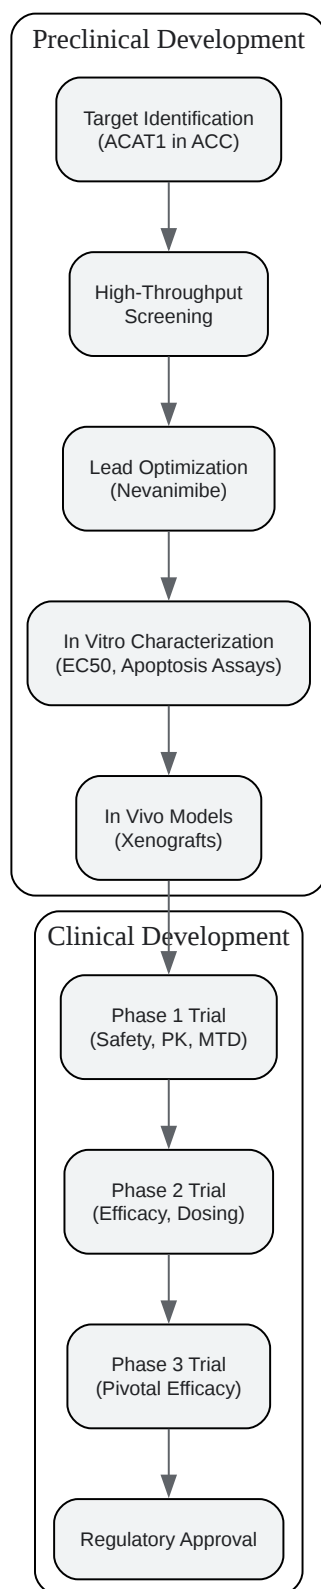 Preclinical Development
Target Identification
(ACAT1 in ACC)
High-Throughput
Screening
Lead Optimization
(Nevanimibe)
In Vitro Characterization
(EC50, Apoptosis Assays)
In Vivo Models
(Xenografts)
Clinical Development
Phase 1 Trial
(Safety, PK, MTD)
Phase 2 Trial
(Efficacy, Dosing)
Phase 3 Trial
(Pivotal Efficacy)
Regulatory Approval